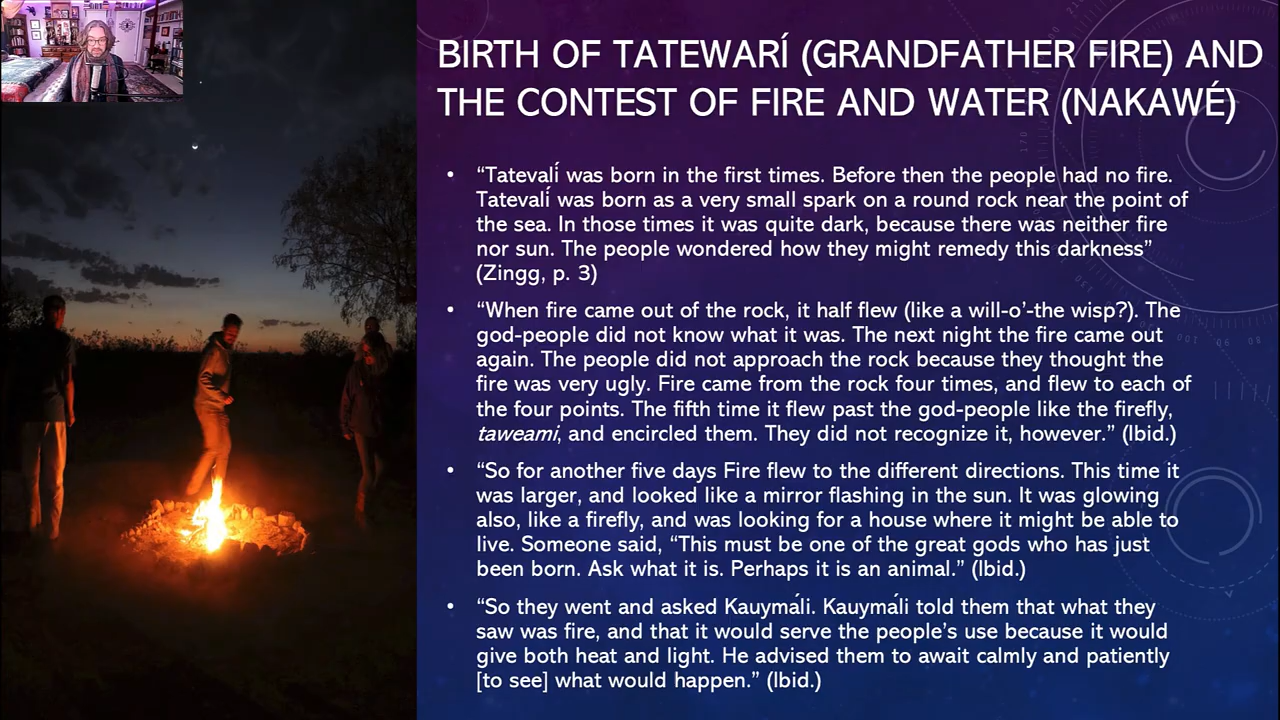 BIRTH OF TATEWARÍ (GRANDFATHER FIRE) AND
THE CONTEST OF FIRE AND WATER (NAKAWÉ)
• “Tatevalí was born in the first times. Before then the people had no fire.
Tatevalí was born as a very small spark on a round rock near the point of
the sea. In those times it was quite dark, because there was neither fire
nor sun. The people wondered how they might remedy this darkness”
(Zingg, p. 3)
• “When fire came out of the rock, it half flew (like a will-o’-the wisp?). The
god-people did not know what it was. The next night the fire came out
again. The people did not approach the rock because they thought the
fire was very ugly. Fire came from the rock four times, and flew to each of
the four points. The fifth time it flew past the god-people like the firefly,
taweami, and encircled them. They did not recognize it, however.” (Ibid.)
• “So for another five days Fire flew to the different directions. This time it
was larger, and looked like a mirror flashing in the sun. It was glowing
also, like a firefly, and was looking for a house where it might be able to
live. Someone said, “This must be one of the great gods who has just
been born. Ask what it is. Perhaps it is an animal.” (Ibid.)
• “So they went and asked Kauymáli. Kauymáli told them that what they
saw was fire, and that it would serve the people’s use because it would
give both heat and light. He advised them to await calmly and patiently
[to see] what would happen.” (Ibid.)